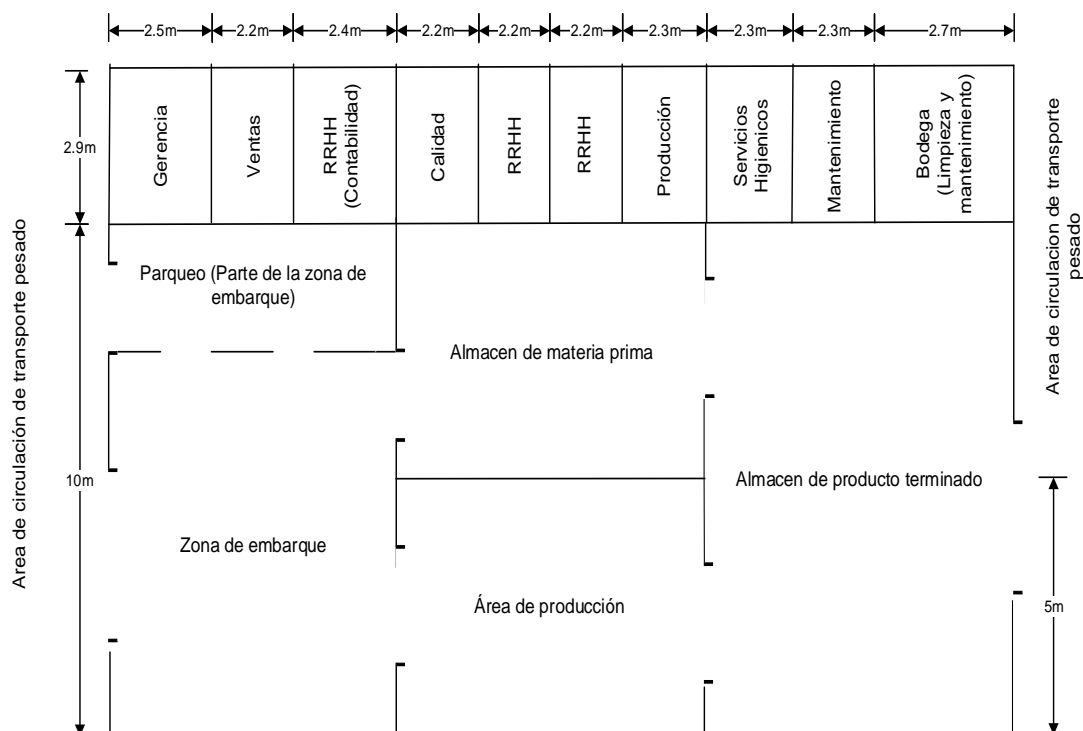 2.5m
2.2m
2.4m
2.2m
2.2m
2.2m
2.3m
2.3m
2.3m
2.7m
2.9m
Gerencia
Ventas
RRHH
(Contabilidad)
Calidad
RRHH
RRHH
Producción
Servicios
Higienicos
Mantenimiento
Bodega
(Limpieza y
mantenimiento)
Area de circulación de transporte pesado
Area de circulacion de transporte
pesado
Parqueo (Parte de la zona de
embarque)
Almacen de materia prima
10m
Almacen de producto terminado
Zona de embarque
Área de producción
5m